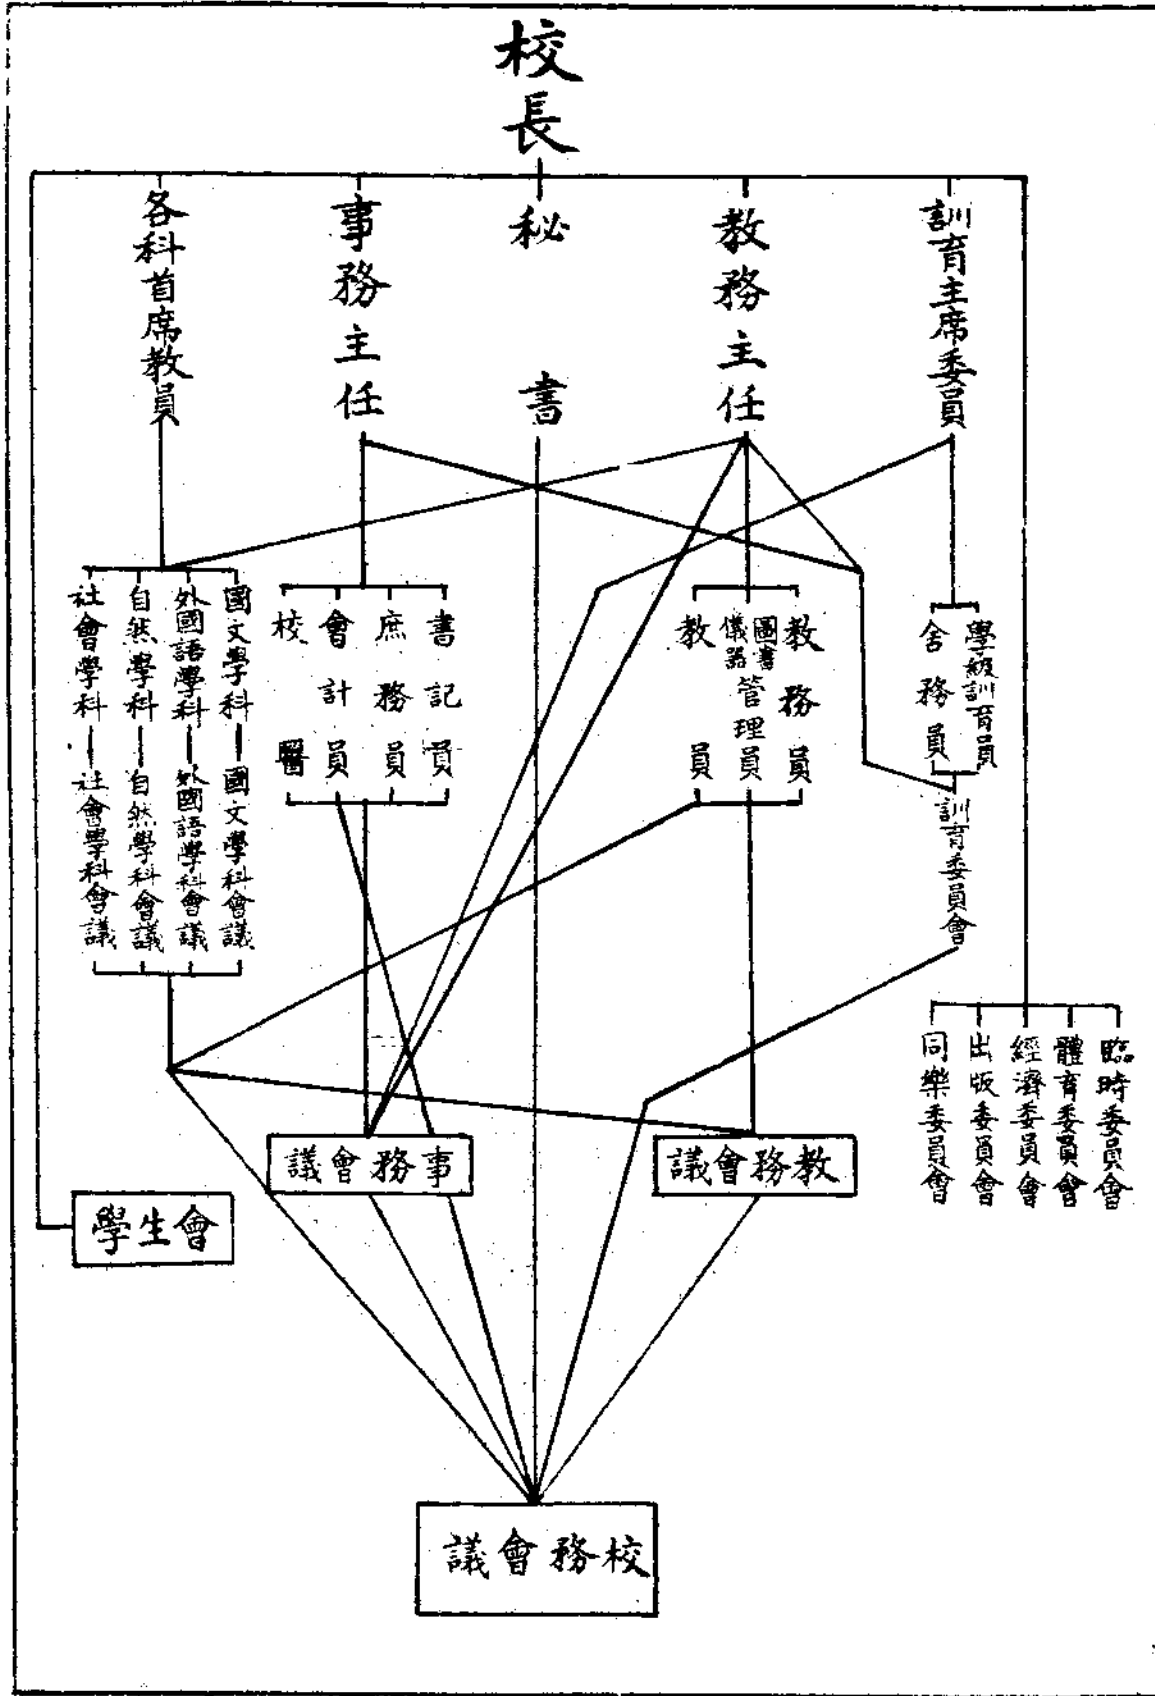 校長
訓育主席委員
教務主任
秘書
事務主任
各科首席教員
學級訓育員
舍務員
訓育委員會
教務員
圖書儀器管理員
教員
書記員
庶務員
會計員
校醫
國文學科
外國語學科
自然學科
社會學科
國文學科會議
外國語學科會議
自然學科會議
社會學科會議
臨時委員會
體育委員會
經濟委員會
出版委員會
同樂委員會
議會務教
議會務事
學生會
議會務校